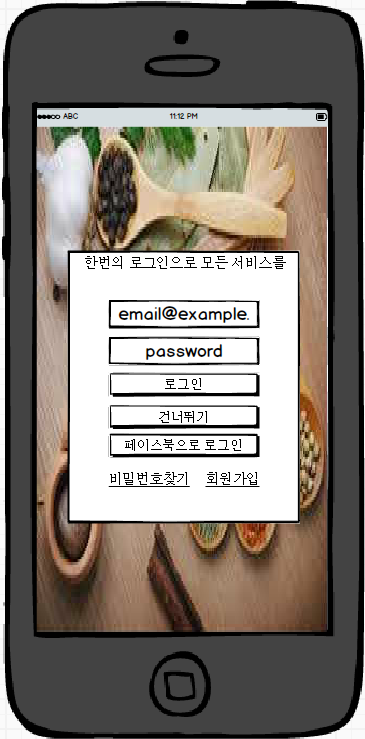 ABC 11:12 PM
한번의 로그인으로 모든 서비스를
email@example.
password
로그인
건너뛰기
페이스북으로 로그인
비밀번호찾기 회원가입